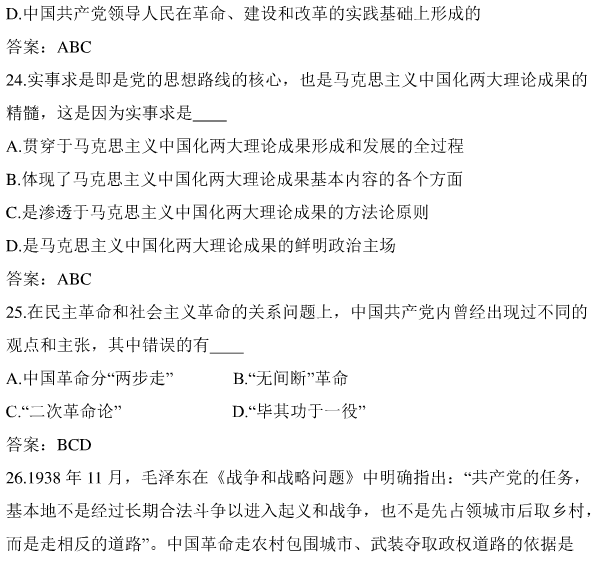 D.中国共产党领导人民在革命、建设和改革的实践基础上形成的
答案：ABC
24.实事求是即是党的思想路线的核心，也是马克思主义中国化两大理论成果的
精髓，这是因为实事求是____
A.贯穿于马克思主义中国化两大理论成果形成和发展的全过程
B.体现了马克思主义中国化两大理论成果基本内容的各个方面
C.是渗透于马克思主义中国化两大理论成果的方法论原则
D.是马克思主义中国化两大理论成果的鲜明政治主场
答案：ABC
25.在民主革命和社会主义革命的关系问题上，中国共产党内曾经出现过不同的
观点和主张，其中错误的有____
A.中国革命分“两步走” B.“无间断”革命
C.“二次革命论” D.“毕其功于一役”
答案：BCD
26.1938 年 11 月，毛泽东在《战争和战略问题》中明确指出：“共产党的任务，
基本地不是经过长期合法斗争以进入起义和战争，也不是先占领城市后取乡村，
而是走相反的道路”。中国革命走农村包围城市、武装夺取政权道路的依据是